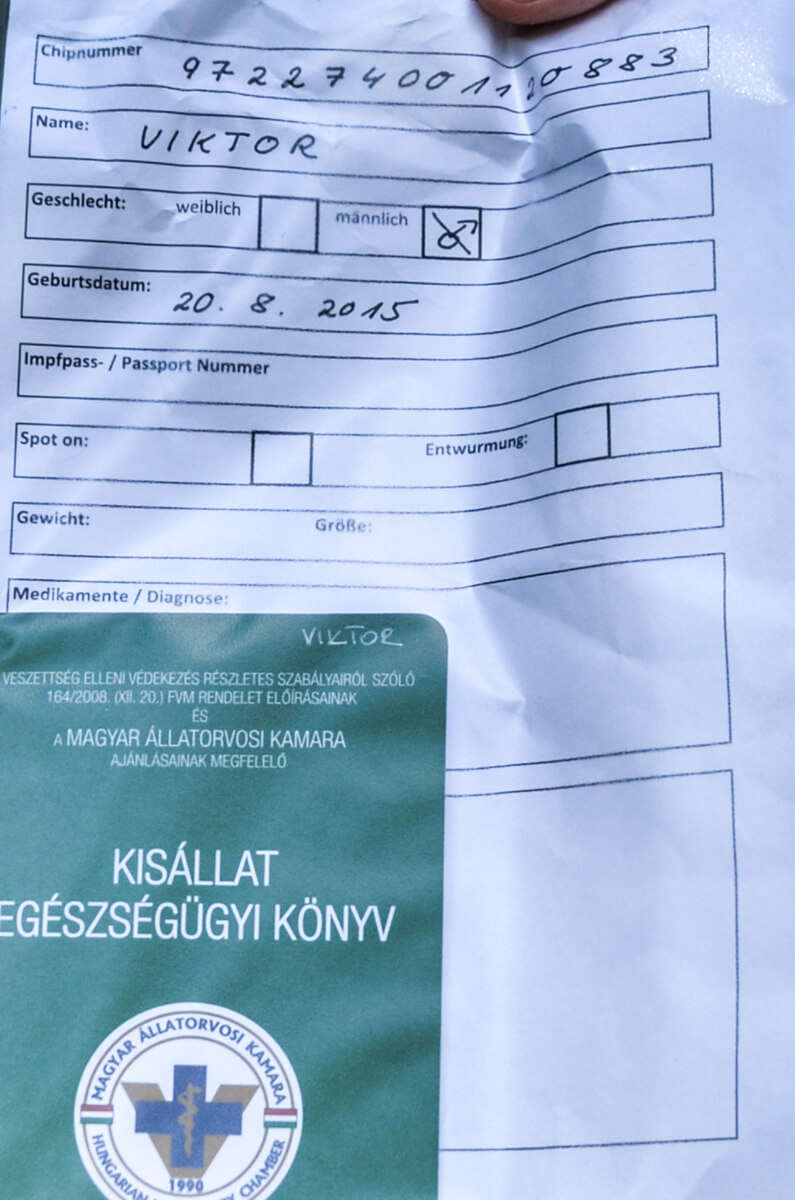 Chipnummer 972274001120883
Name: VIKTOR
Geschlecht: weiblich männlich
Geburtsdatum: 20. 8. 2015
Impfpass- / Passport Nummer
Spot on: Entwurmung:
Gewicht: Größe:
Medikamente / Diagnose:
VIKTOR
VESZETTSÉG ELLENI VÉDEKEZÉS RÉSZLETES SZABÁLYAIRÓL SZÓLÓ
164/2008. (XII. 20.) FVM RENDELET ELŐÍRÁSAINAK
ÉS
A MAGYAR ÁLLATORVOSI KAMARA
AJÁNLÁSAINAK MEGFELELŐ
KISÁLLAT
EGÉSZSÉGÜGYI KÖNYV
MAGYAR ÁLLATORVOSI KAMARA
1990
HUNGARIAN CHAMBER